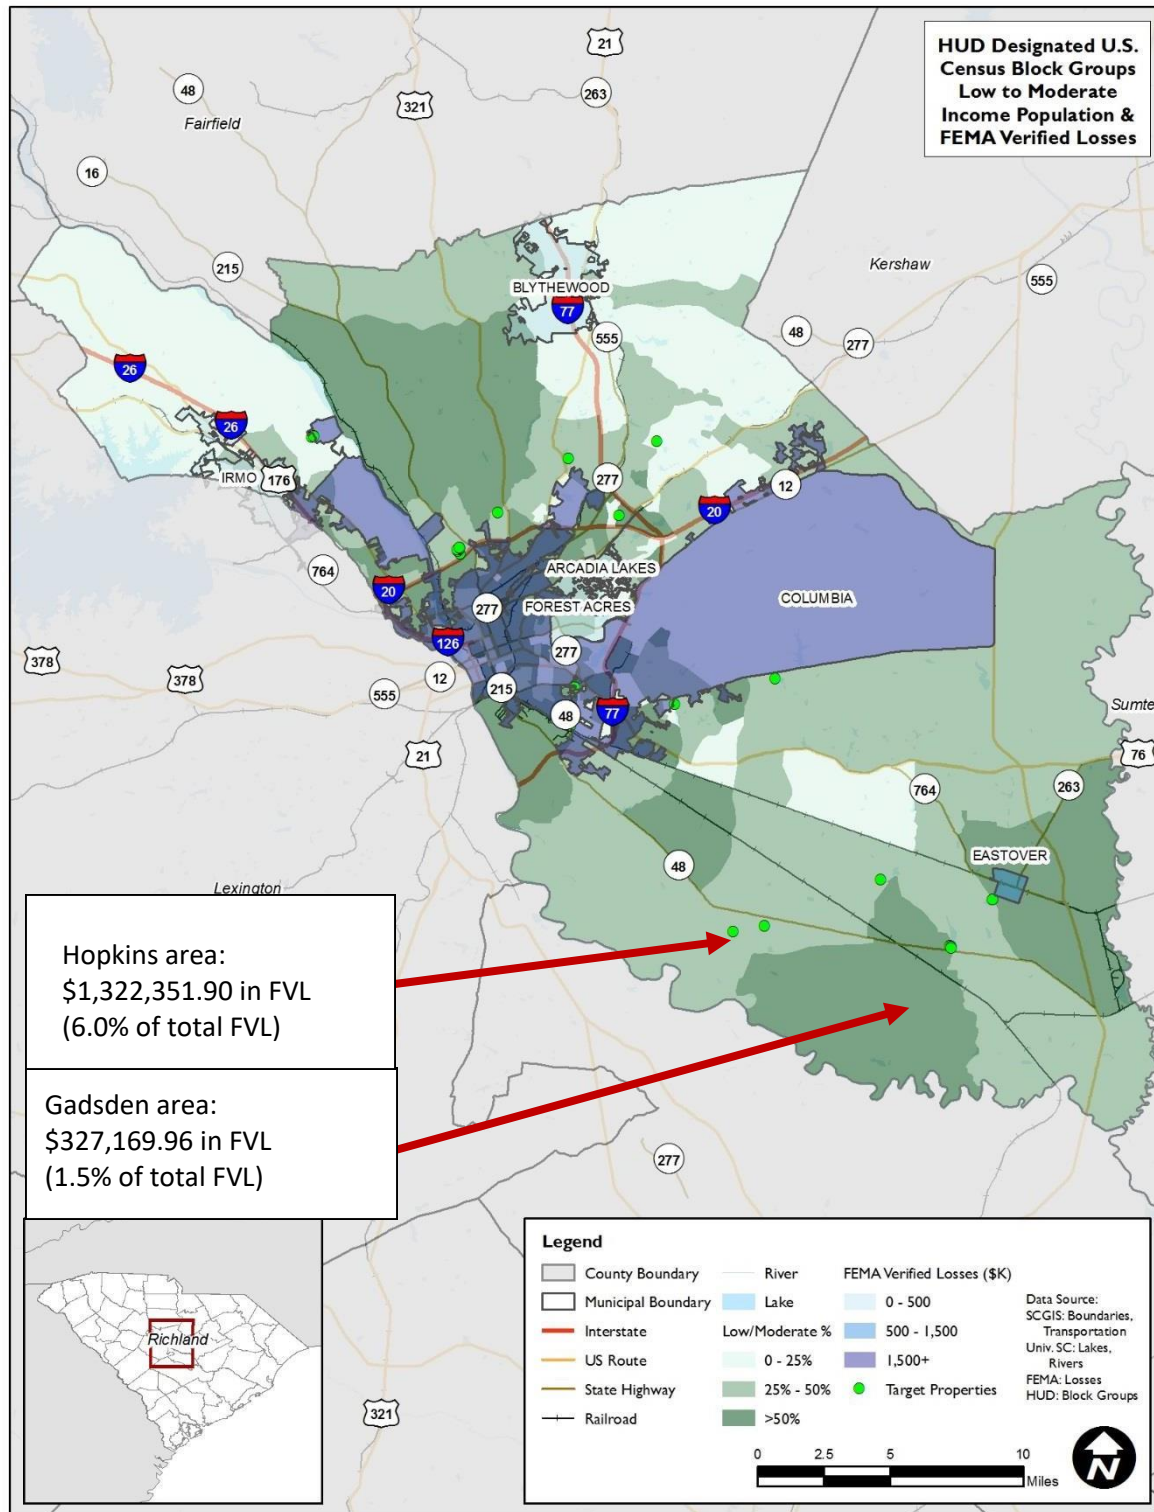 HUD Designated U.S.
Census Block Groups
Low to Moderate
Income Population &
FEMA Verified Losses
21
48
263
321
Fairfield
16
215
Kershaw
555
BLYTHEWOOD
77
555
48
277
26
26
IRMO
176
277
12
20
764
ARCADIA LAKES
20
277
FOREST ACRES
COLUMBIA
126
277
378
378
12
215
555
48
77
Sumte
21
76
764
263
EASTOVER
48
Lexington
Hopkins area:
$1,322,351.90 in FVL
(6.0% of total FVL)
Gadsden area:
$327,169.96 in FVL
(1.5% of total FVL)
277
321
Richland
Legend
County Boundary
Municipal Boundary
Interstate
US Route
State Highway
Railroad
River
Lake
Low/Moderate %
0 - 25%
25% - 50%
>50%
FEMA Verified Losses ($K)
0 - 500
500 - 1,500
1,500+
Target Properties
Data Source:
SCGIS: Boundaries,
Transportation
Univ. SC: Lakes,
Rivers
FEMA: Losses
HUD: Block Groups
0 2.5 5 10
Miles
N